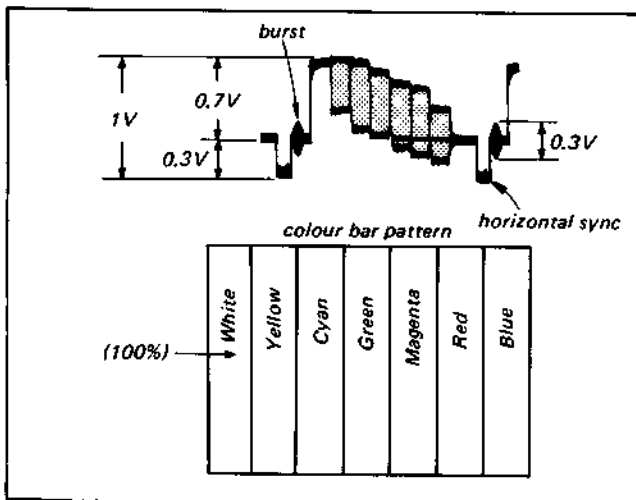 burst
1V
0.7V
0.3V
0.3V
horizontal sync
colour bar pattern
(100%)
White
Yellow
Cyan
Green
Magenta
Red
Blue